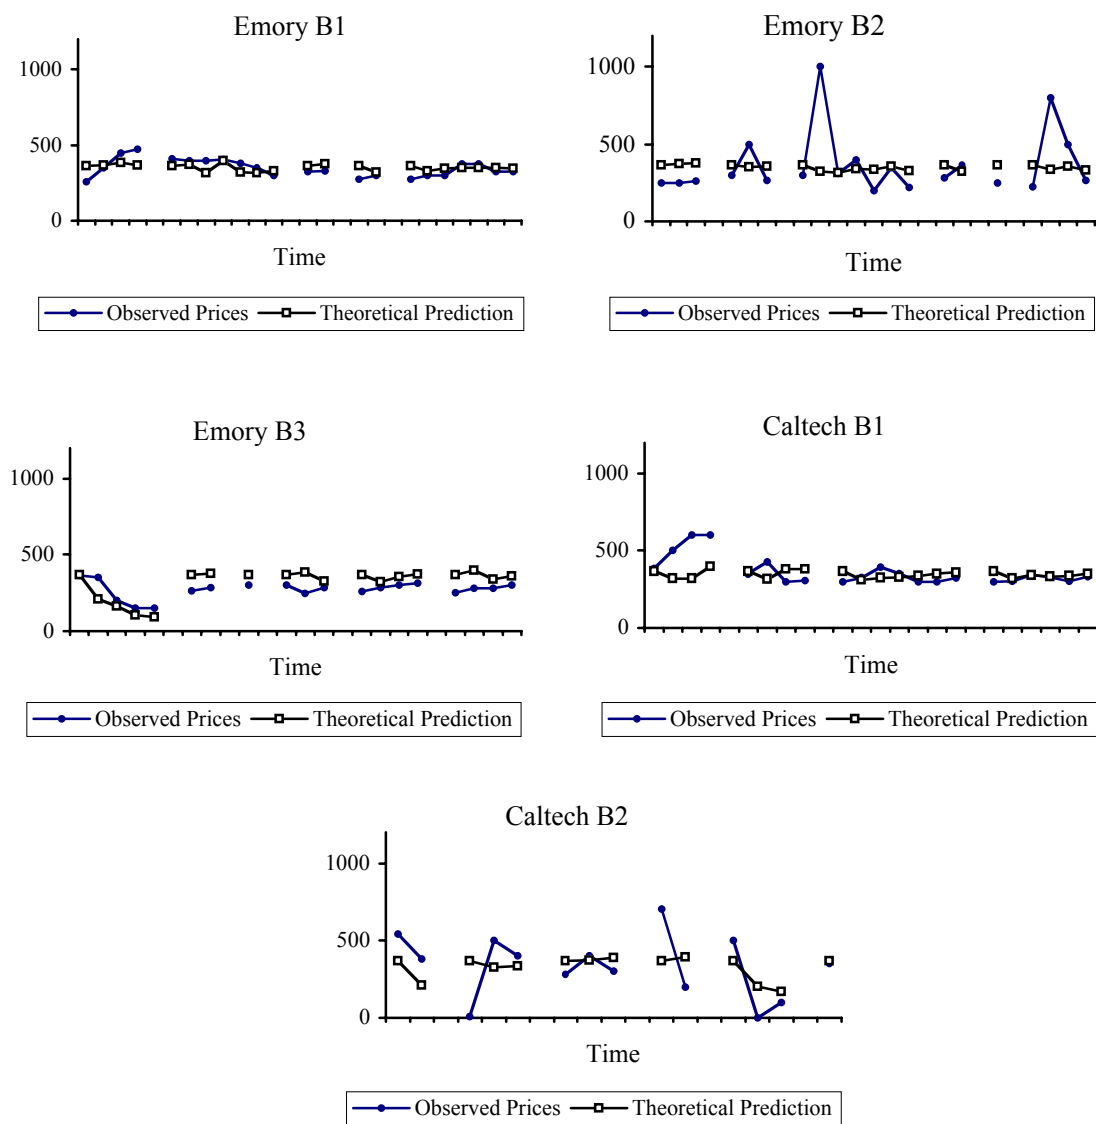 Emory B1
1000
500
0
Time
Observed Prices Theoretical Prediction
Emory B2
1000
500
0
Time
Observed Prices Theoretical Prediction
Emory B3
1000
500
0
Time
Observed Prices Theoretical Prediction
Caltech B1
1000
500
0
Time
Observed Prices Theoretical Prediction
Caltech B2
1000
500
0
Time
Observed Prices Theoretical Prediction